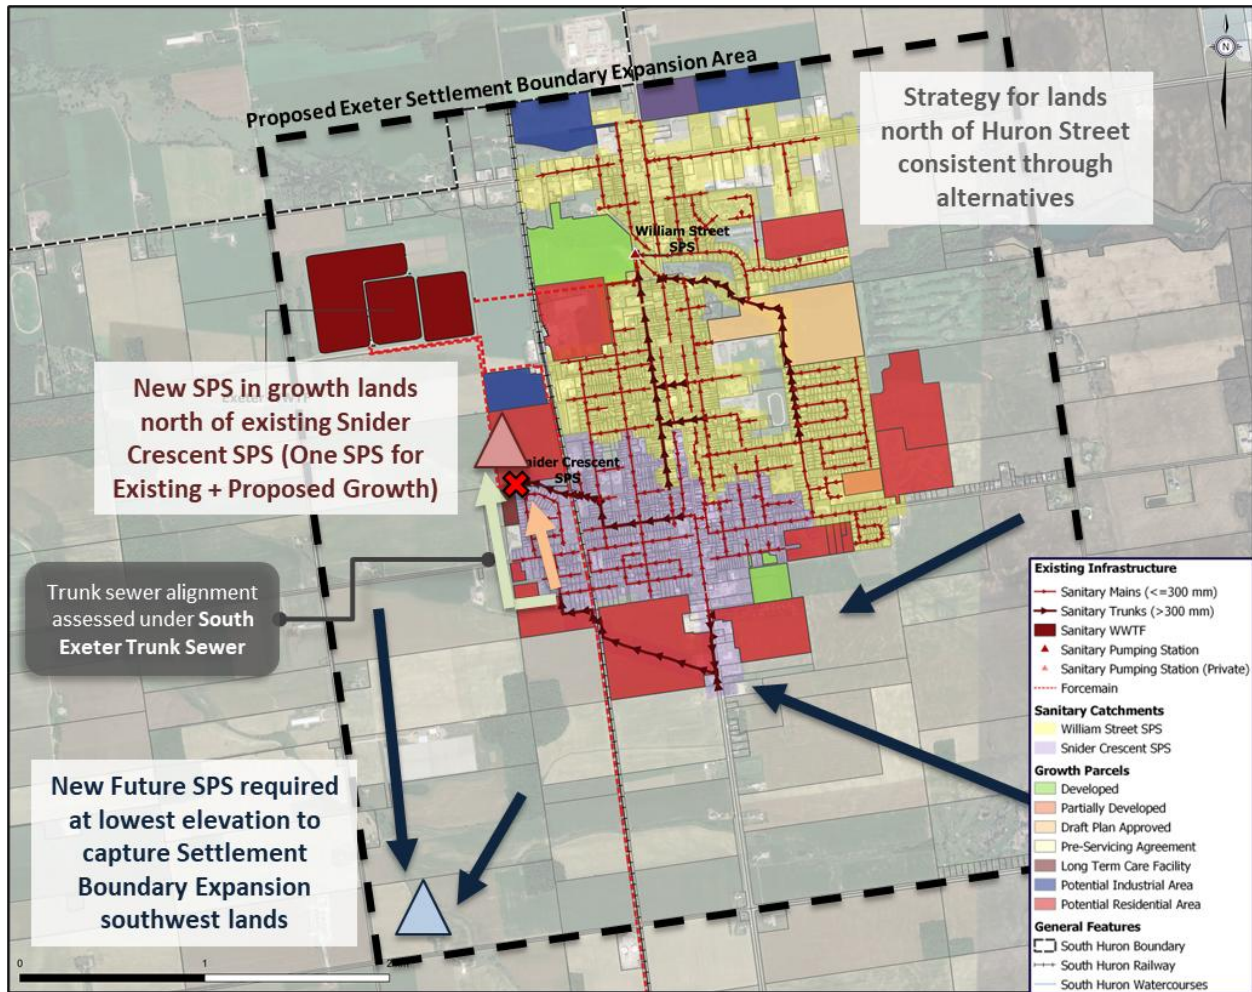 Proposed Exeter Settlement Boundary Expansion Area
N
Strategy for lands
north of Huron Street
consistent through
alternatives
William Street
SPS
New SPS in growth lands
north of existing Snider
Crescent SPS (One SPS for
Existing + Proposed Growth)
nider Crescent
SPS
Trunk sewer alignment
assessed under South
Exeter Trunk Sewer
New Future SPS required
at lowest elevation to
capture Settlement
Boundary Expansion
southwest lands
0 1
Existing Infrastructure
Sanitary Mains (<=300 mm)
Sanitary Trunks (>300 mm)
Sanitary WWTF
Sanitary Pumping Station
Sanitary Pumping Station (Private)
Forcemain
Sanitary Catchments
William Street SPS
Snider Crescent SPS
Growth Parcels
Developed
Partially Developed
Draft Plan Approved
Pre-Servicing Agreement
Long Term Care Facility
Potential Industrial Area
Potential Residential Area
General Features
South Huron Boundary
South Huron Railway
South Huron Watercourses